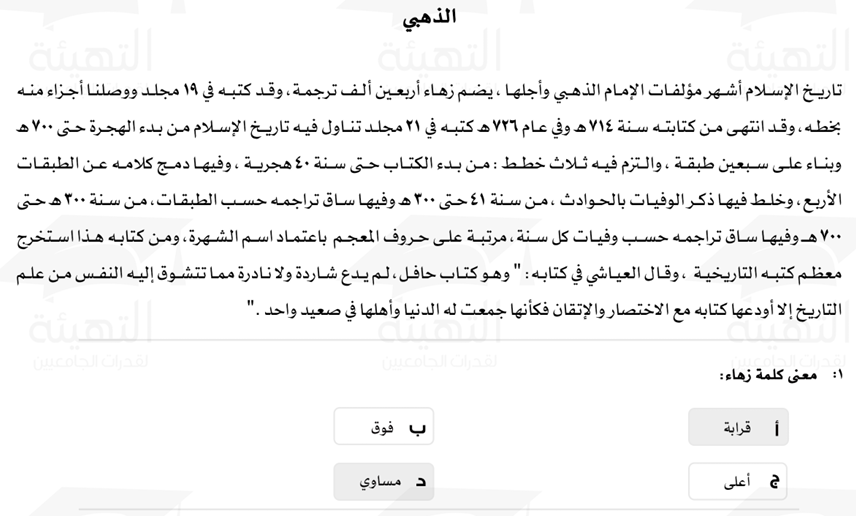 الذهبي
تاريخ الإسلام أشهر مؤلفات الإمام الذهبي وأجلها ، يضم زهاء أربعين ألف ترجمة، وقد كتبه في ١٩ مجلد ووصلنا أجزاء منه
بخطه، وقد انتهى من كتابته سنة ٧١٤ هـ وفي عام ٧٢٦ هـ كتبه في ٢١ مجلد تناول فيه تاريخ الإسلام من بدء الهجرة حتى ٧٠٠ هـ
وبناء على سبعين طبقة ، والتزم فيه ثلاث خطط : من بدء الكتاب حتى سنة ٤٠ هجرية ، وفيها دمج كلامه عن الطبقات
الأربع، وخلط فيها ذكر الوفيات بالحوادث ، من سنة ٤١ حتى ٣٠٠ هـ وفيها ساق تراجمه حسب الطبقات، من سنة ٣٠٠ هـ حتى
٧٠٠ هـ وفيها ساق تراجمه حسب وفيات كل سنة، مرتبة على حروف المعجم باعتماد اسم الشهرة، ومن كتابه هذا استخرج
معظم كتبه التاريخية ، وقال العياشي في كتابه: " وهو كتاب حافل، لم يدع شاردة ولا نادرة مما تتشوق إليه النفس من علم
التاريخ إلا أودعها كتابه مع الاختصار والإتقان فكأنها جمعت له الدنيا وأهلها في صعيد واحد . "
١: معنى كلمة زهاء:
أ قرابة
ب فوق
ج أعلى
د مساوي
التهيئة
لقدرات الجامعيين